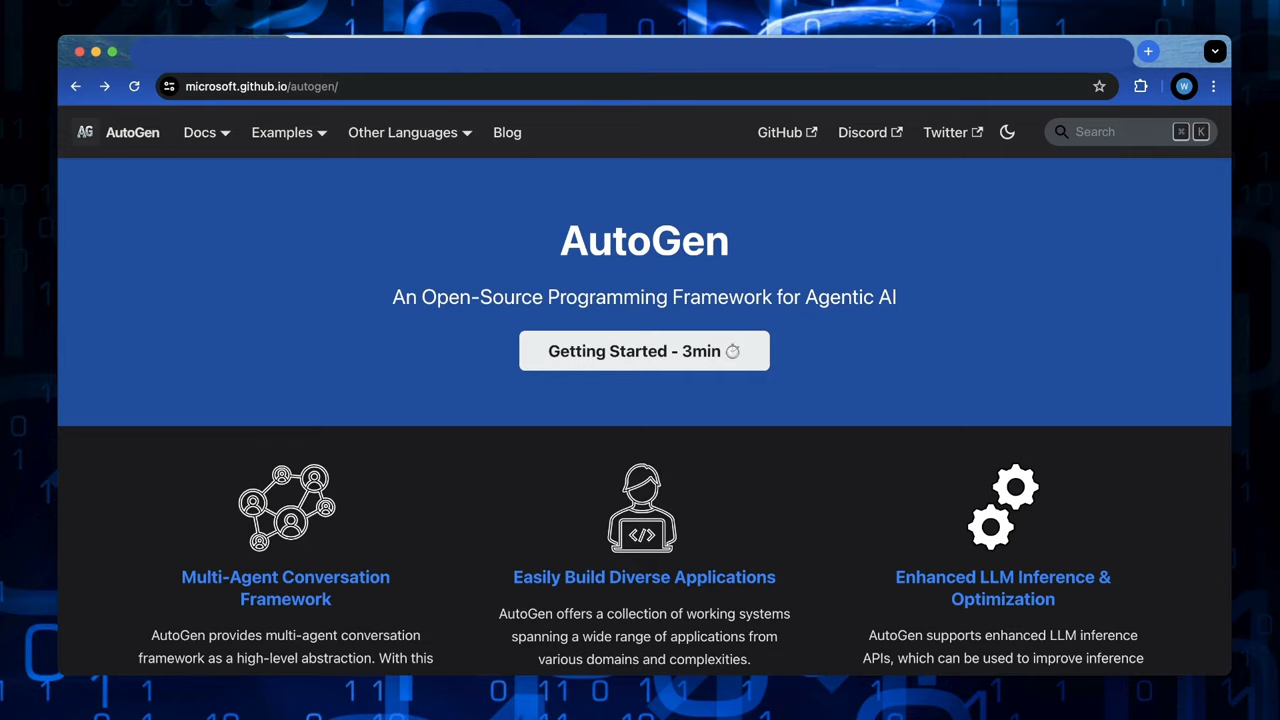 microsoft.github.io/autogen/
W
AG AutoGen Docs Examples Other Languages Blog GitHub Discord Twitter Search ⌘ K
AutoGen
An Open-Source Programming Framework for Agentic AI
Getting Started - 3min ⏱
</>
Multi-Agent Conversation
Framework
AutoGen provides multi-agent conversation
framework as a high-level abstraction. With this
Easily Build Diverse Applications
AutoGen offers a collection of working systems
spanning a wide range of applications from
various domains and complexities.
Enhanced LLM Inference &
Optimization
AutoGen supports enhanced LLM inference
APIs, which can be used to improve inference